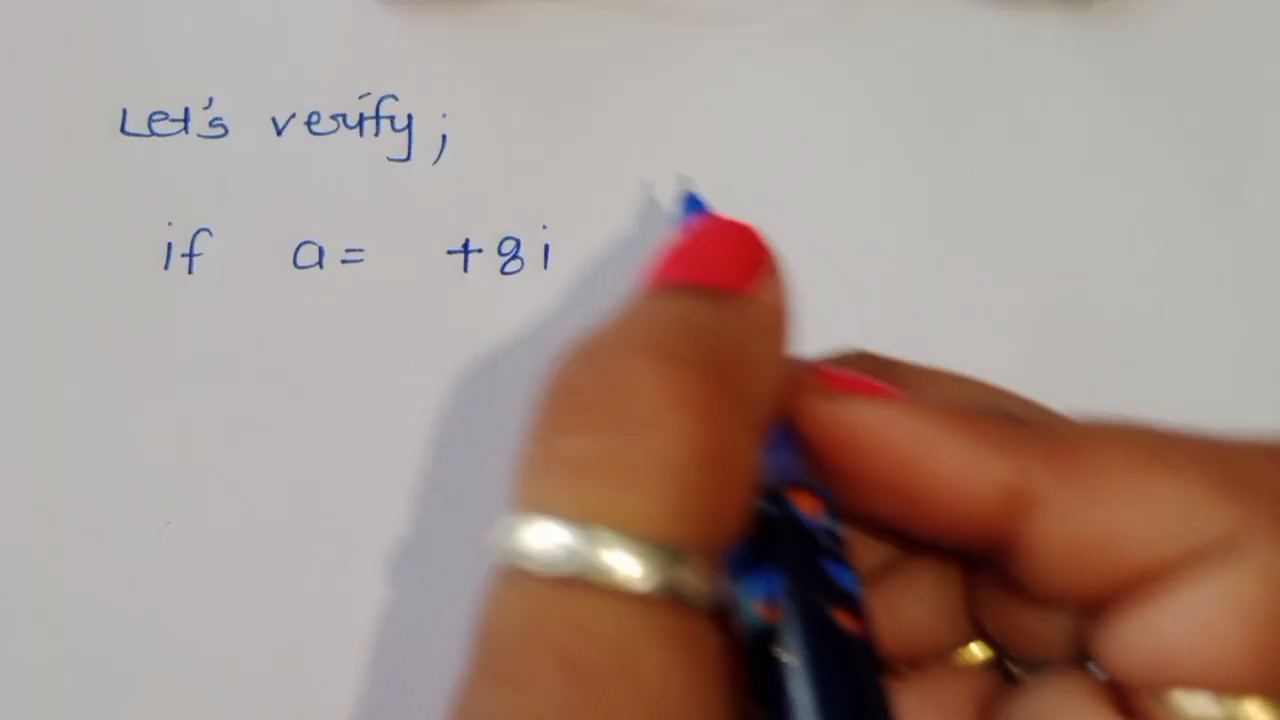 Let's verify;
if a= +8i